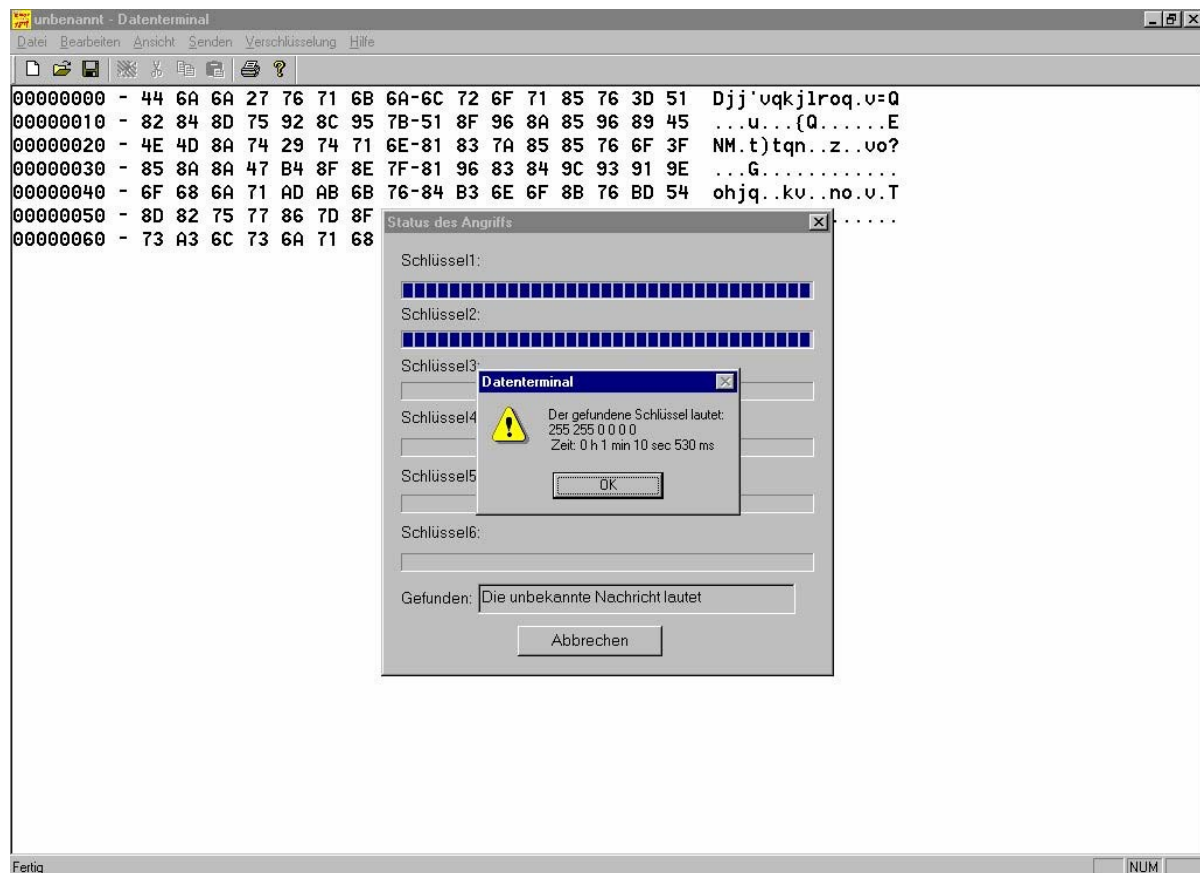 unbenannt - Datenterminal
Datei Bearbeiten Ansicht Senden Verschlüsselung Hilfe
00000000 - 44 6A 6A 27 76 71 6B 6A-6C 72 6F 71 85 76 3D 51 Djj'vqkjlroq.v=Q
00000010 - 82 84 8D 75 92 8C 95 7B-51 8F 96 8A 85 96 89 45 ...u...{Q......E
00000020 - 4E 4D 8A 74 29 74 71 6E-81 83 7A 85 85 76 6F 3F NM.t)tqn..z..vo?
00000030 - 85 8A 8A 47 B4 8F 8E 7F-81 96 83 84 9C 93 91 9E ...G............
00000040 - 6F 68 6A 71 AD AB 6B 76-84 B3 6E 6F 8B 76 BD 54 ohjq..kv..no.v.T
00000050 - 8D 82 75 77 86 7D 8F .......
00000060 - 73 A3 6C 73 6A 71 68
Status des Angriffs
Schlüssel1:
Schlüssel2:
Schlüssel3:
Datenterminal
Der gefundene Schlüssel lautet:
255 255 0 0 0 0
Zeit: 0 h 1 min 10 sec 530 ms
OK
Schlüssel4
Schlüssel5
Schlüssel6:
Gefunden: Die unbekannte Nachricht lautet
Abbrechen
Fertig
NUM